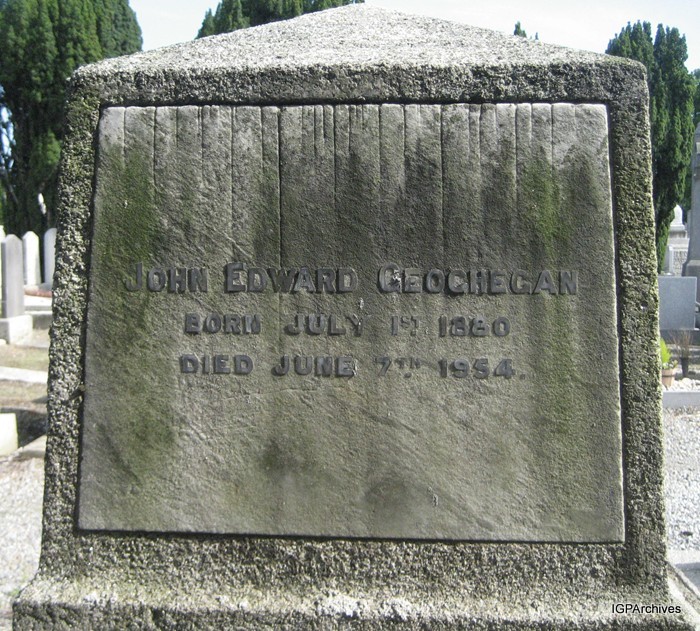 JOHN EDWARD GEOGHEGAN
BORN JULY 1ST 1880
DIED JUNE 7TH 1954.
IGPArchives